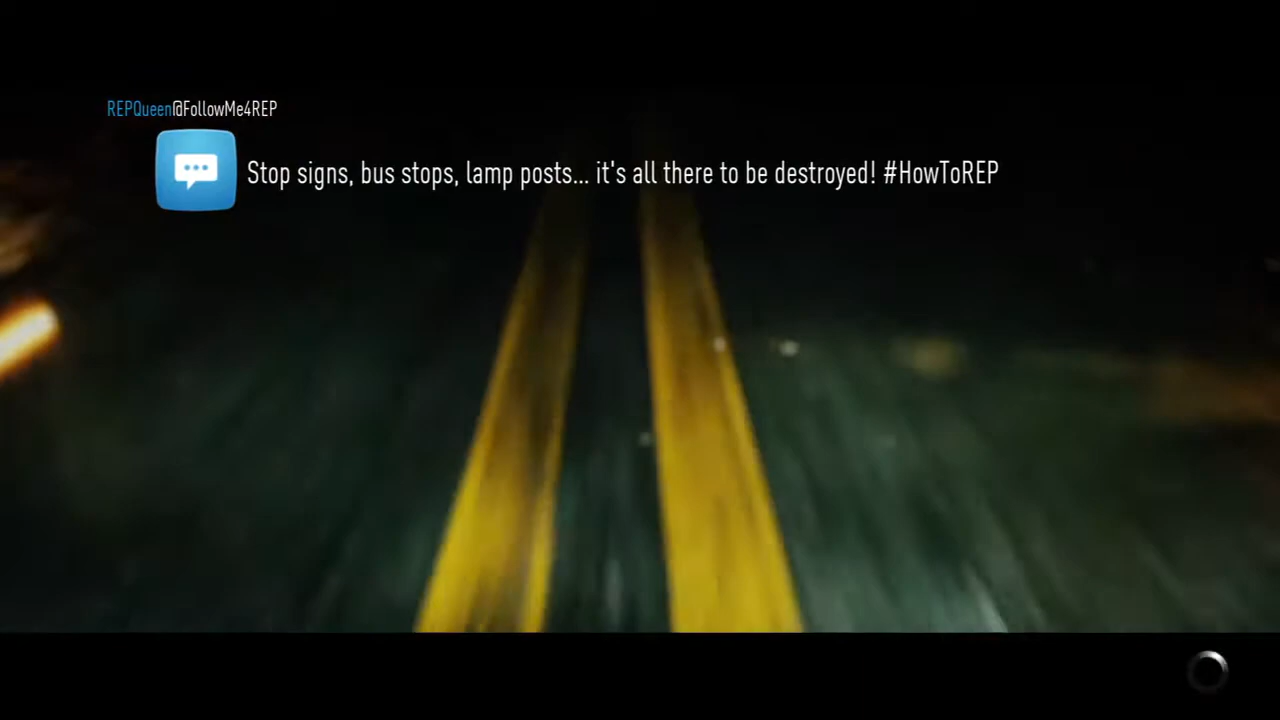 REPQueen@FollowMe4REP
Stop signs, bus stops, lamp posts... it's all there to be destroyed! #HowToREP